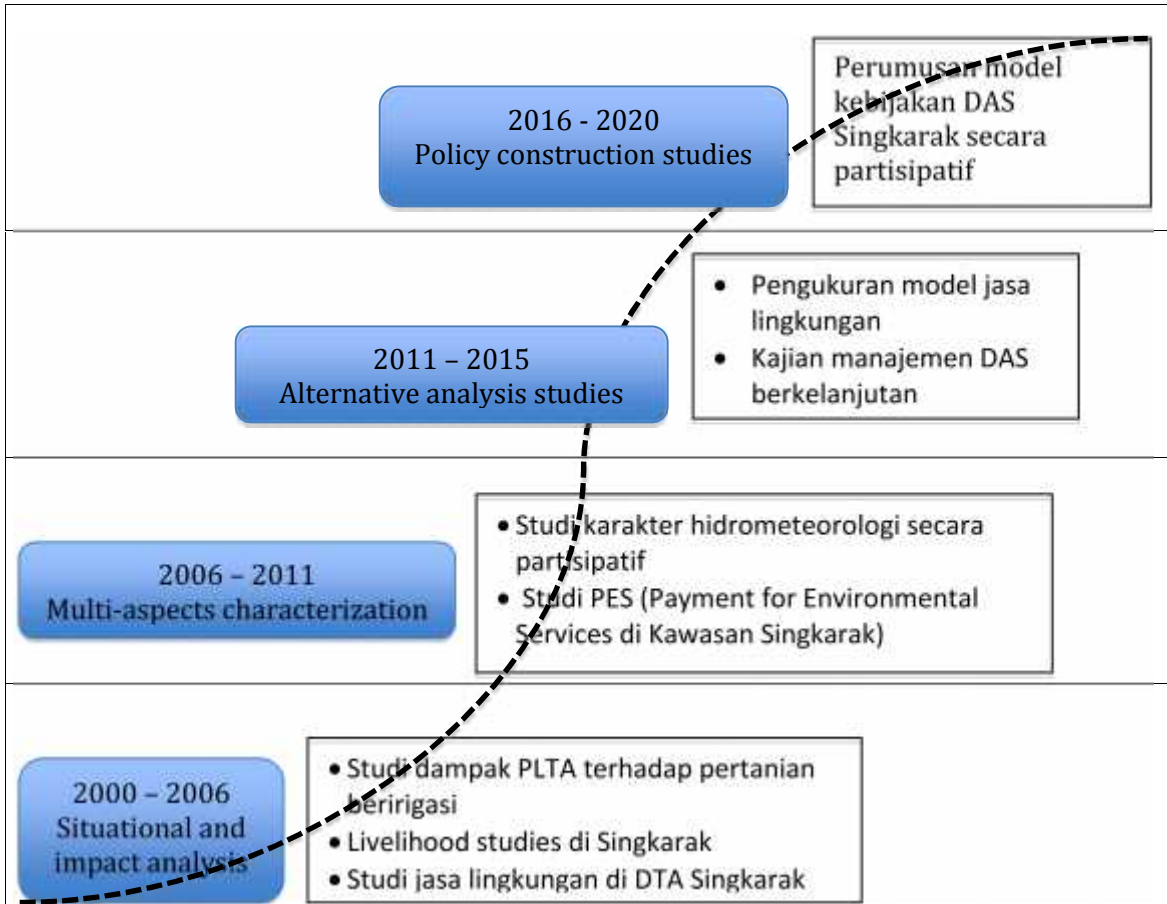 2016 - 2020
Policy construction studies
Perumusan model
kebijakan DAS
Singkarak secara
partisipatif
2011 – 2015
Alternative analysis studies
• Pengukuran model jasa
lingkungan
• Kajian manajemen DAS
berkelanjutan
2006 – 2011
Multi-aspects characterization
• Studi karakter hidrometeorologi secara
partisipatif
• Studi PES (Payment for Environmental
Services di Kawasan Singkarak)
2000 – 2006
Situational and
impact analysis
• Studi dampak PLTA terhadap pertanian
beririgasi
• Livelihood studies di Singkarak
• Studi jasa lingkungan di DTA Singkarak